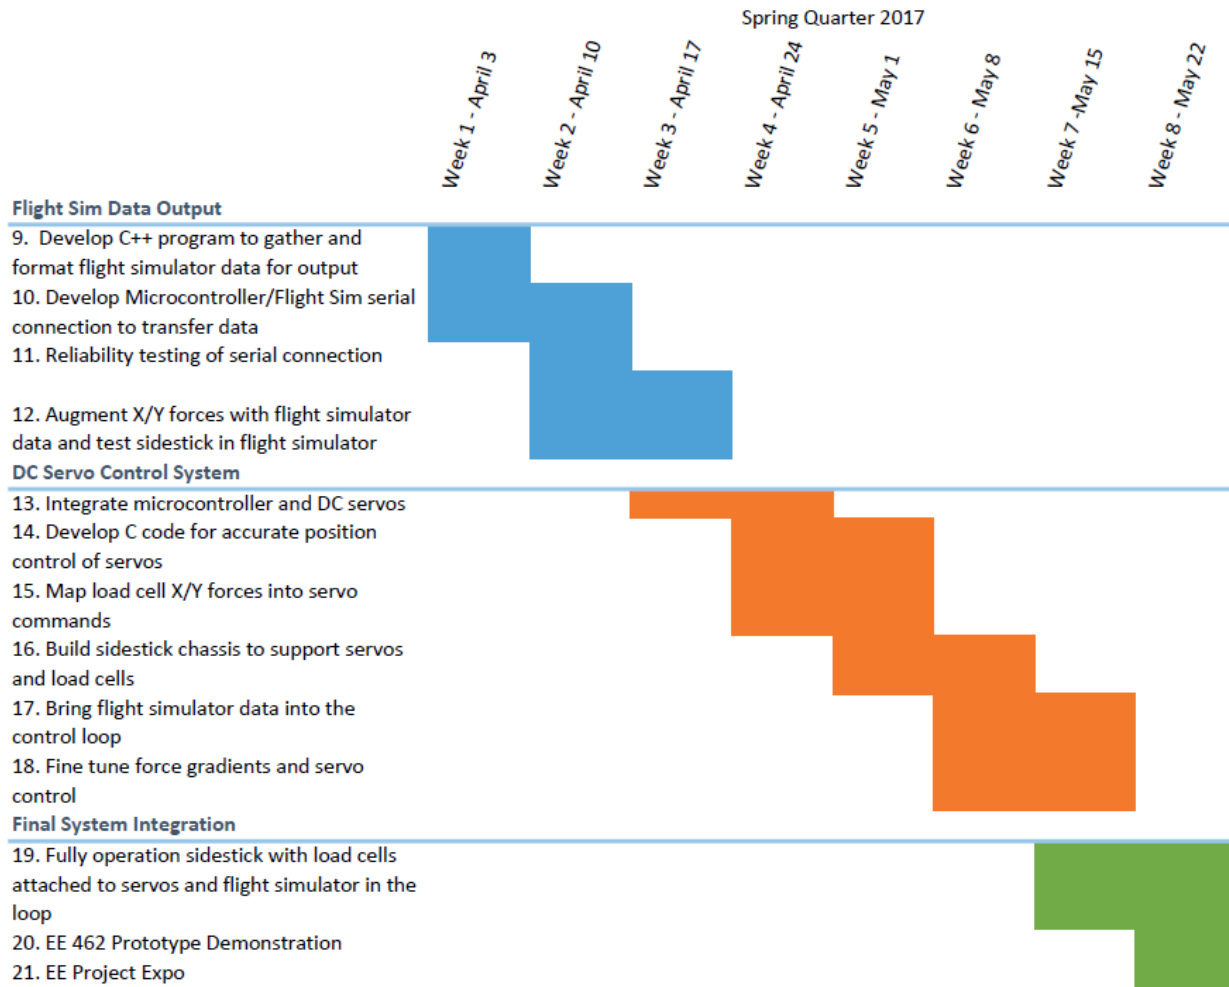 Spring Quarter 2017
Week 1 - April 3
Week 2 - April 10
Week 3 - April 17
Week 4 - April 24
Week 5 - May 1
Week 6 - May 8
Week 7 -May 15
Week 8 - May 22
Flight Sim Data Output
9.  Develop C++ program to gather and
format flight simulator data for output
10. Develop Microcontroller/Flight Sim serial
connection to transfer data
11. Reliability testing of serial connection
12. Augment X/Y forces with flight simulator
data and test sidestick in flight simulator
DC Servo Control System
13. Integrate microcontroller and DC servos
14. Develop C code for accurate position
control of servos
15. Map load cell X/Y forces into servo
commands
16. Build sidestick chassis to support servos
and load cells
17. Bring flight simulator data into the
control loop
18. Fine tune force gradients and servo
control
Final System Integration
19. Fully operation sidestick with load cells
attached to servos and flight simulator in the
loop
20. EE 462 Prototype Demonstration
21. EE Project Expo